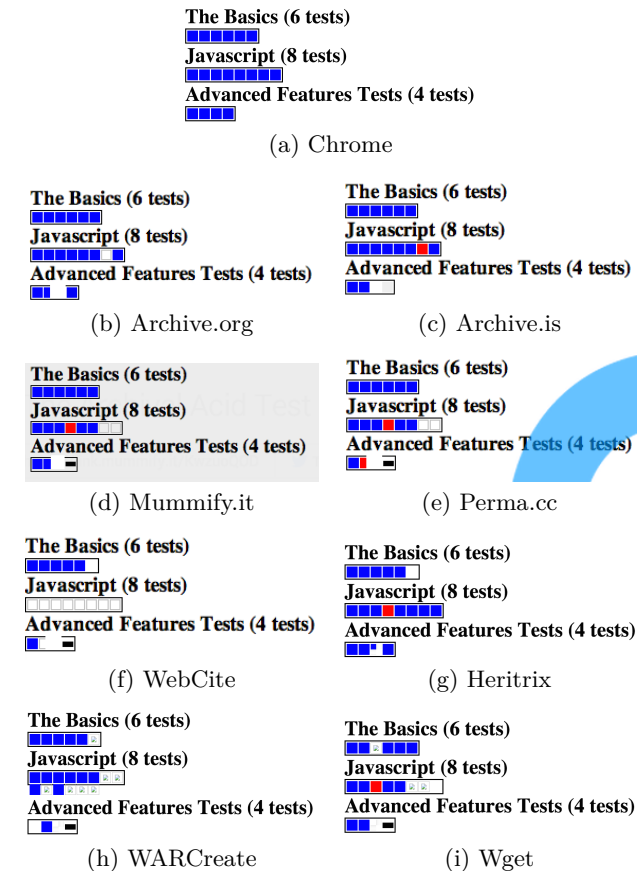 The Basics (6 tests)
Javascript (8 tests)
Advanced Features Tests (4 tests)
(a) Chrome
The Basics (6 tests)
Javascript (8 tests)
Advanced Features Tests (4 tests)
(b) Archive.org
The Basics (6 tests)
Javascript (8 tests)
Advanced Features Tests (4 tests)
(c) Archive.is
The Basics (6 tests)
Javascript (8 tests)
Advanced Features Tests (4 tests)
Acid Test
(d) Mummify.it
The Basics (6 tests)
Javascript (8 tests)
Advanced Features Tests (4 tests)
(e) Perma.cc
The Basics (6 tests)
Javascript (8 tests)
Advanced Features Tests (4 tests)
(f) WebCite
The Basics (6 tests)
Javascript (8 tests)
Advanced Features Tests (4 tests)
(g) Heritrix
The Basics (6 tests)
Javascript (8 tests)
Advanced Features Tests (4 tests)
(h) WARCreate
The Basics (6 tests)
Javascript (8 tests)
Advanced Features Tests (4 tests)
(i) Wget